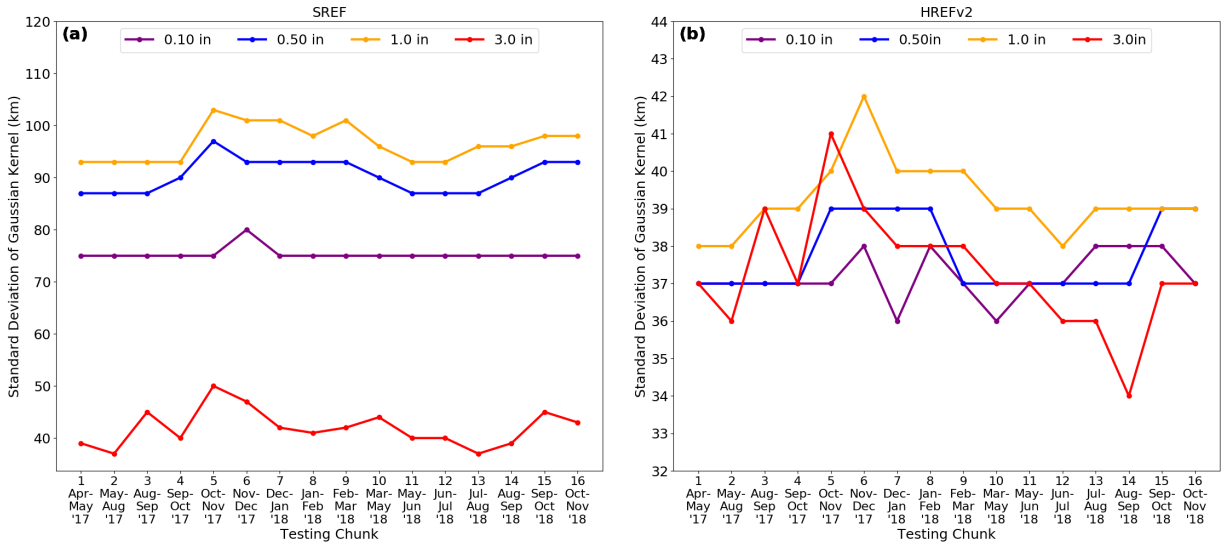 SREF
(a)
0.10 in 0.50 in 1.0 in 3.0 in
Standard Deviation of Gaussian Kernel (km)
120
110
100
90
80
70
60
50
40
1 2 3 4 5 6 7 8 9 10 11 12 13 14 15 16
Apr- May- Aug- Sep- Oct- Nov- Dec- Jan- Feb- Mar- May- Jun- Jul- Aug- Sep- Oct-
May Aug Sep Oct Nov Dec Jan Feb Mar May Jun Jul Aug Sep Oct Nov
'17 '17 '17 '17 '17 '17 '18 '18 '18 '18 '18 '18 '18 '18 '18 '18
Testing Chunk
HREFv2
(b)
0.10 in 0.50in 1.0 in 3.0in
Standard Deviation of Gaussian Kernel (km)
44
43
42
41
40
39
38
37
36
35
34
33
32
1 2 3 4 5 6 7 8 9 10 11 12 13 14 15 16
Apr- May- Aug- Sep- Oct- Nov- Dec- Jan- Feb- Mar- May- Jun- Jul- Aug- Sep- Oct-
May Aug Sep Oct Nov Dec Jan Feb Mar May Jun Jul Aug Sep Oct Nov
'17 '17 '17 '17 '17 '17 '18 '18 '18 '18 '18 '18 '18 '18 '18 '18
Testing Chunk